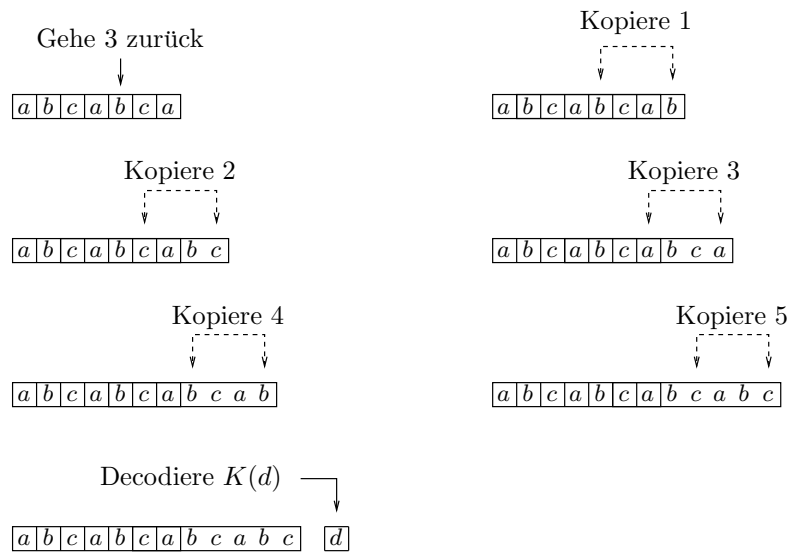 Gehe 3 zurück
a b c a b c a
Kopiere 1
a b c a b c a b
Kopiere 2
a b c a b c a b c
Kopiere 3
a b c a b c a b c a
Kopiere 4
a b c a b c a b c a b
Kopiere 5
a b c a b c a b c a b c
Decodiere K(d)
a b c a b c a b c a b c d